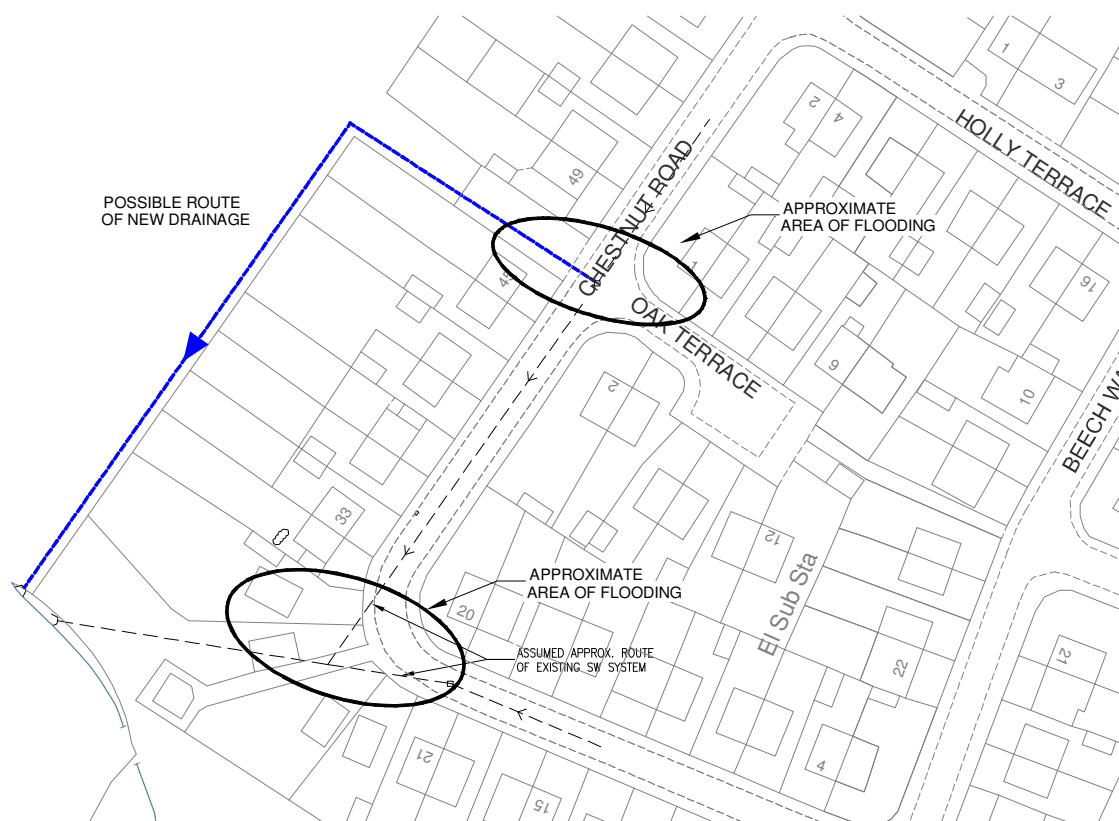 1
3
2
4
HOLLY TERRACE
CHESTNUT ROAD
49
POSSIBLE ROUTE
OF NEW DRAINAGE
APPROXIMATE
AREA OF FLOODING
1
45
OAK TERRACE
16
9
2
10
BEECH WA
33
12
El Sub Sta
APPROXIMATE
AREA OF FLOODING
20
ASSUMED APPROX. ROUTE
OF EXISTING SW SYSTEM
22
21
21
4
15